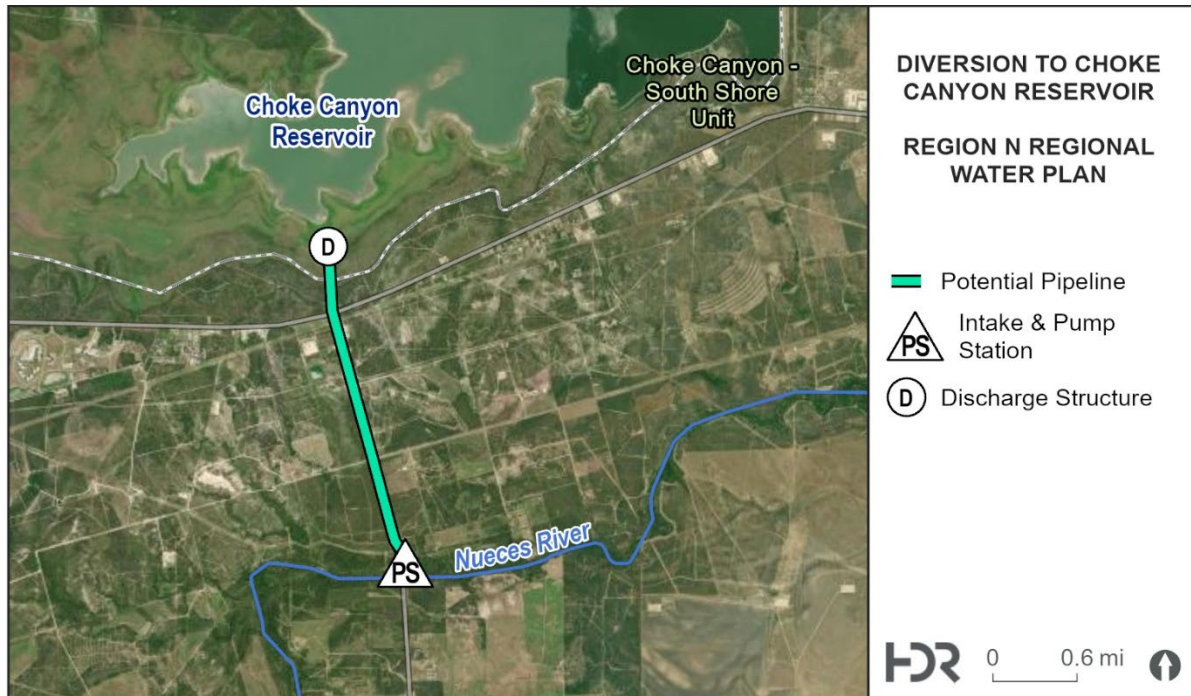 Choke Canyon
Reservoir
Choke Canyon -
South Shore
Unit
D
PS
Nueces River
DIVERSION TO CHOKE
CANYON RESERVOIR
REGION N REGIONAL
WATER PLAN
Potential Pipeline
PS
Intake & Pump
Station
D
Discharge Structure
HDR
0 0.6 mi